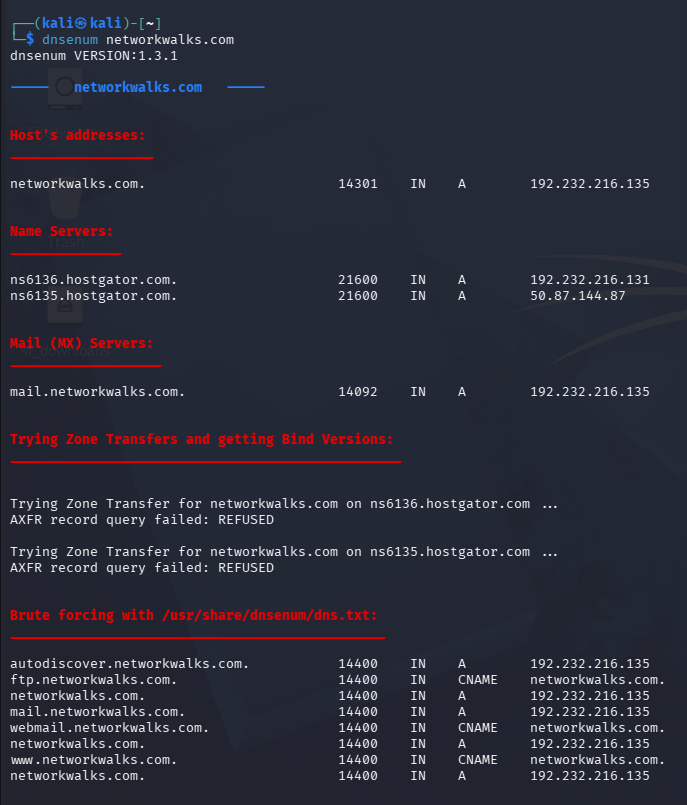 ┌──(kali㉿kali)-[~]
└─$ dnsenum networkwalks.com
dnsenum VERSION:1.3.1
----- networkwalks.com -----
Host's addresses:
networkwalks.com. 14301 IN A 192.232.216.135
Name Servers:
ns6136.hostgator.com. 21600 IN A 192.232.216.131
ns6135.hostgator.com. 21600 IN A 50.87.144.87
Mail (MX) Servers:
mail.networkwalks.com. 14092 IN A 192.232.216.135
Trying Zone Transfers and getting Bind Versions:
Trying Zone Transfer for networkwalks.com on ns6136.hostgator.com ...
AXFR record query failed: REFUSED
Trying Zone Transfer for networkwalks.com on ns6135.hostgator.com ...
AXFR record query failed: REFUSED
Brute forcing with /usr/share/dnsenum/dns.txt:
autodiscover.networkwalks.com. 14400 IN A 192.232.216.135
ftp.networkwalks.com. 14400 IN CNAME networkwalks.com.
networkwalks.com. 14400 IN A 192.232.216.135
mail.networkwalks.com. 14400 IN A 192.232.216.135
webmail.networkwalks.com. 14400 IN CNAME networkwalks.com.
networkwalks.com. 14400 IN A 192.232.216.135
www.networkwalks.com. 14400 IN CNAME networkwalks.com.
networkwalks.com. 14400 IN A 192.232.216.135